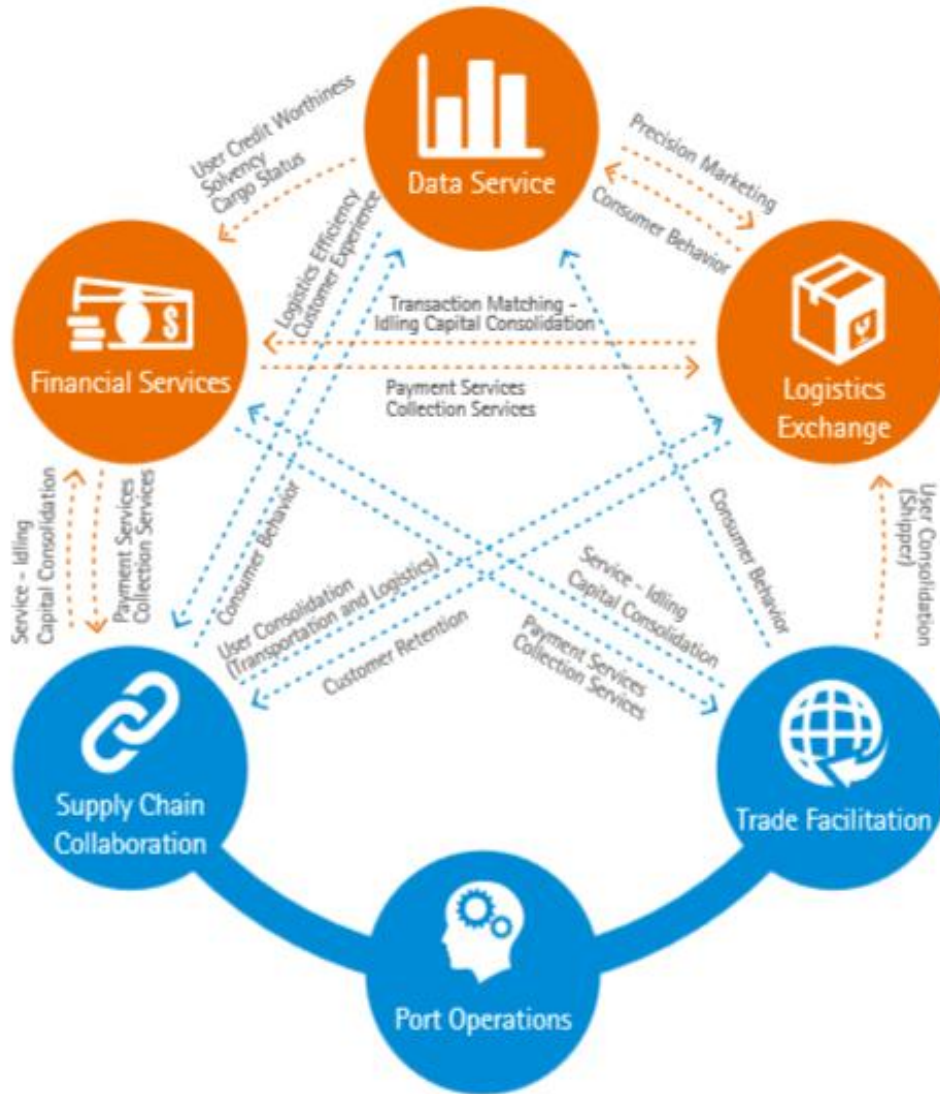 Data Service
User Credit Worthiness
Solvency
Cargo Status
Precision Marketing
Consumer Behavior
Logistics Efficiency
Customer Experience
Financial Services
$
Transaction Matching -
Idling Capital Consolidation
Payment Services
Collection Services
Logistics
Exchange
Service - Idling
Capital Consolidation
Payment Services
Collection Services
Consumer Behavior
User Consolidation
(Transportation and Logistics)
Customer Retention
Service - Idling
Capital Consolidation
Payment Services
Collection Services
Consumer Behavior
User Consolidation
(Shipper)
Supply Chain
Collaboration
Trade Facilitation
Port Operations